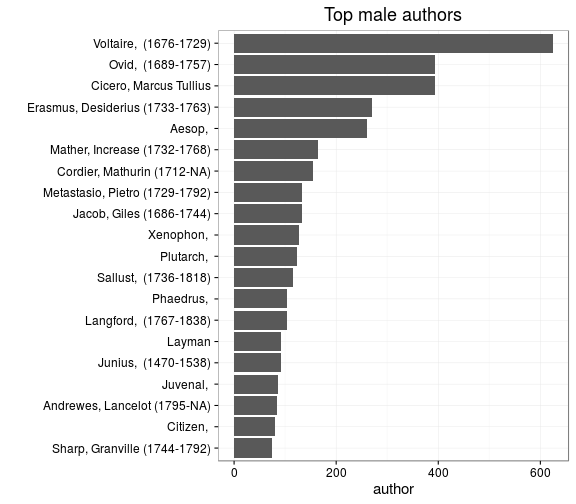 Top male authors
Voltaire, (1676-1729)
Ovid, (1689-1757)
Cicero, Marcus Tullius
Erasmus, Desiderius (1733-1763)
Aesop,
Mather, Increase (1732-1768)
Cordier, Mathurin (1712-NA)
Metastasio, Pietro (1729-1792)
Jacob, Giles (1686-1744)
Xenophon,
Plutarch,
Sallust, (1736-1818)
Phaedrus,
Langford, (1767-1838)
Layman
Junius, (1470-1538)
Juvenal,
Andrewes, Lancelot (1795-NA)
Citizen,
Sharp, Granville (1744-1792)
0 200 400 600
author